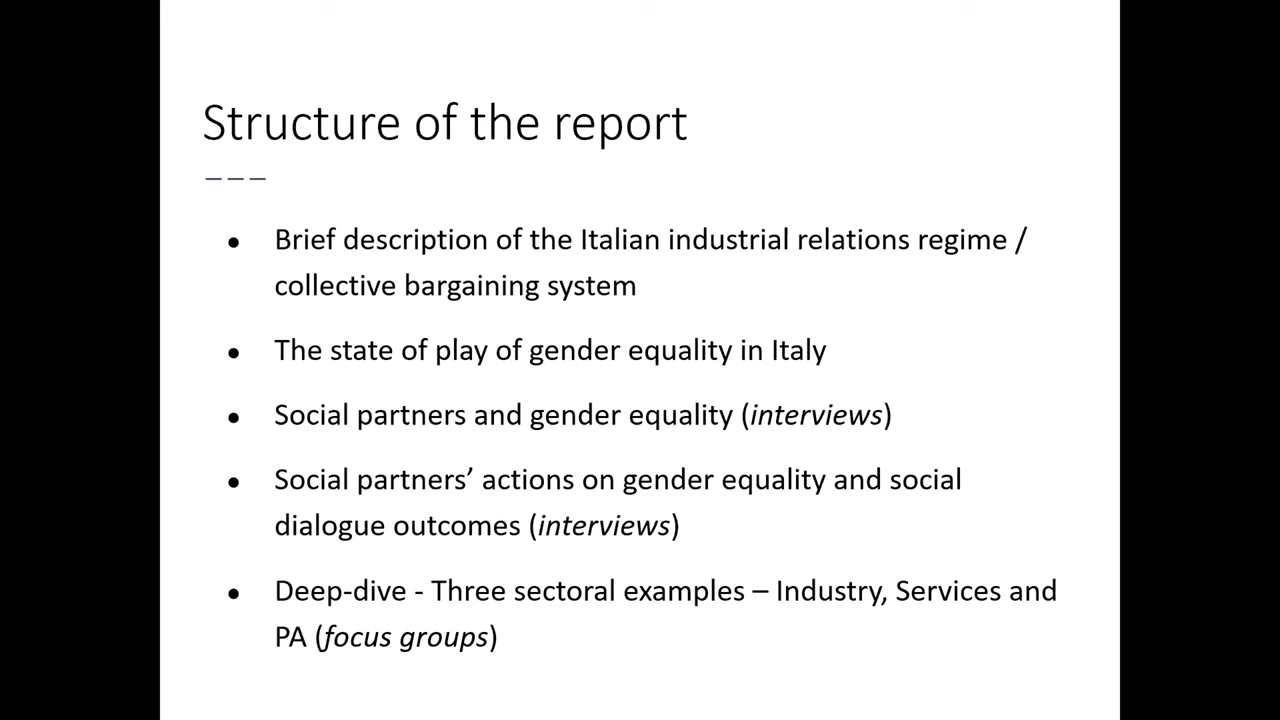 Structure of the report
● Brief description of the Italian industrial relations regime /
collective bargaining system
● The state of play of gender equality in Italy
● Social partners and gender equality (interviews)
● Social partners’ actions on gender equality and social
dialogue outcomes (interviews)
● Deep-dive - Three sectoral examples – Industry, Services and
PA (focus groups)